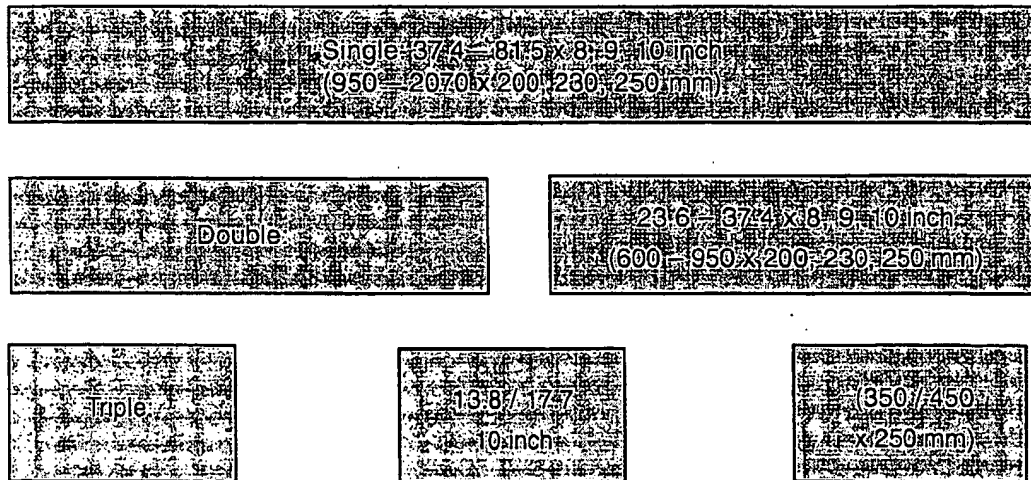 Single 37.4 – 81.5 x 8, 9, 10 inch
(950 – 2070 x 200, 230, 250 mm)
Double
23.6 – 37.4 x 8, 9, 10 inch
(600 – 950 x 200, 230, 250 mm)
Triple
13.8 / 17.7
10 inch
(350 / 450
x 250 mm)